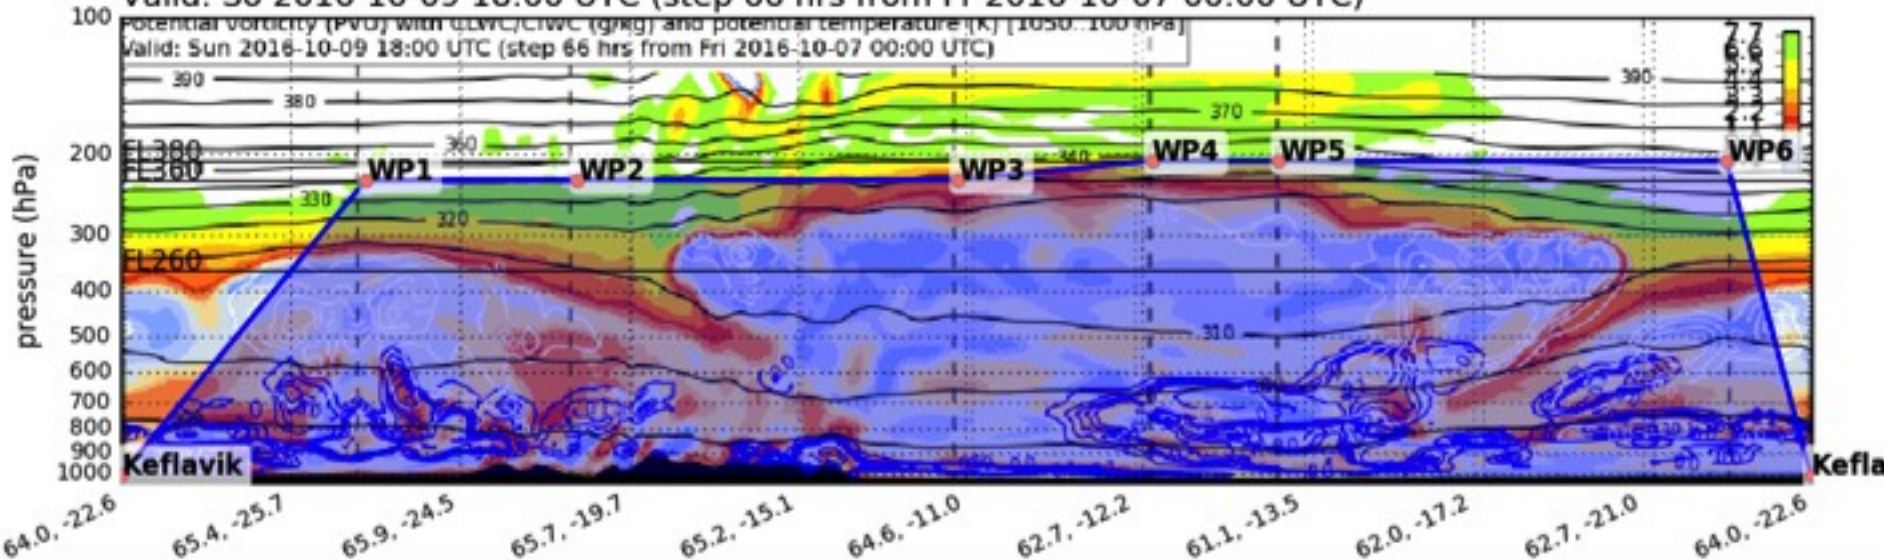 Valid: So 2016-10-09 18:00 UTC (step 66 hrs from Fr 2016-10-07 00:00 UTC)
Potential vorticity (PVU) with CLWC/CIWC (g/kg) and potential temperature (K) [1050..100 hPa]
Valid: Sun 2016-10-09 18:00 UTC (step 66 hrs from Fri 2016-10-07 00:00 UTC)
pressure (hPa)
100
200
300
400
500
600
700
800
900
1000
FL380
FL360
FL260
390
380
360
330
320
340
370
390
310
7.7
WP1
WP2
WP3
WP4
WP5
WP6
Keflavik
Kefla
64.0, -22.6
65.4, -25.7
65.9, -24.5
65.7, -19.7
65.2, -15.1
64.6, -11.0
62.7, -12.2
61.1, -13.5
62.0, -17.2
62.7, -21.0
64.0, -22.6